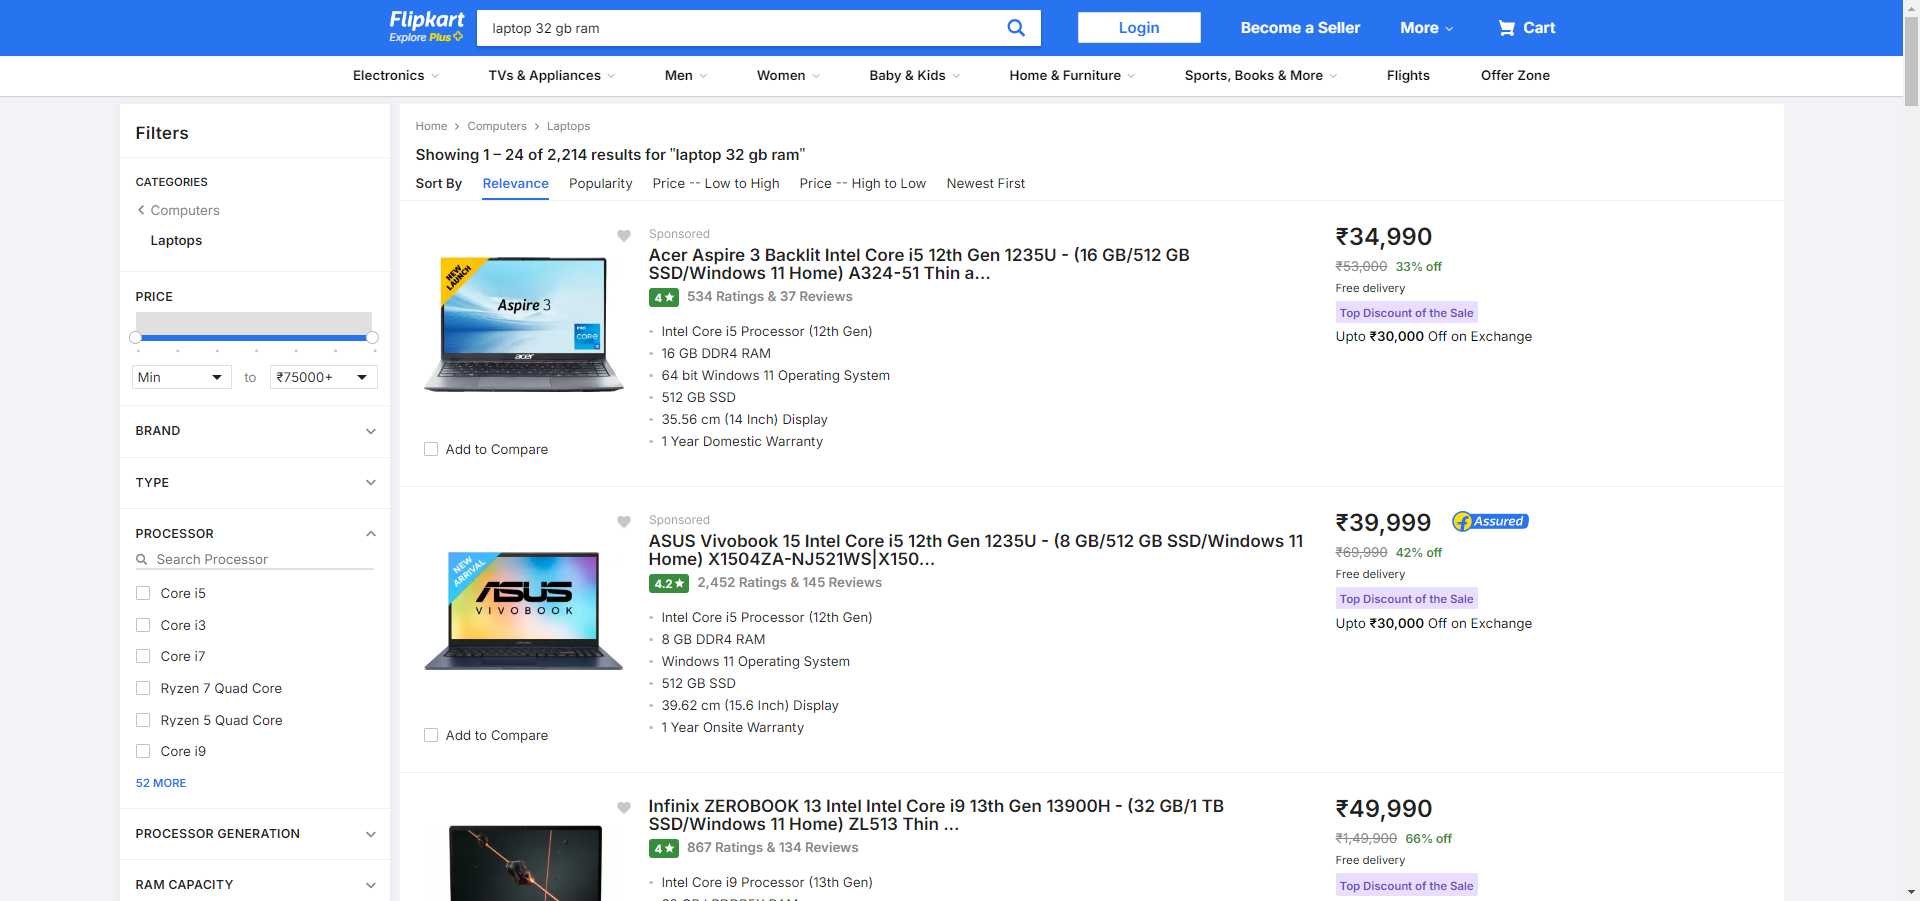 Flipkart
Explore Plus
laptop 32 gb ram
Login
Become a Seller
More
Cart
Electronics
TVs & Appliances
Men
Women
Baby & Kids
Home & Furniture
Sports, Books & More
Flights
Offer Zone
Filters
CATEGORIES
Computers
Laptops
PRICE
Min to ₹75000+
BRAND
TYPE
PROCESSOR
Search Processor
Core i5
Core i3
Core i7
Ryzen 7 Quad Core
Ryzen 5 Quad Core
Core i9
52 MORE
PROCESSOR GENERATION
RAM CAPACITY
Home > Computers > Laptops
Showing 1 – 24 of 2,214 results for "laptop 32 gb ram"
Sort By Relevance Popularity Price -- Low to High Price -- High to Low Newest First
NEW LAUNCH
Aspire 3
intel CORE i5
acer
Add to Compare
Sponsored
Acer Aspire 3 Backlit Intel Core i5 12th Gen 1235U - (16 GB/512 GB
SSD/Windows 11 Home) A324-51 Thin a...
4★ 534 Ratings & 37 Reviews
Intel Core i5 Processor (12th Gen)
16 GB DDR4 RAM
64 bit Windows 11 Operating System
512 GB SSD
35.56 cm (14 Inch) Display
1 Year Domestic Warranty
₹34,990
₹53,000 33% off
Free delivery
Top Discount of the Sale
Upto ₹30,000 Off on Exchange
NEW ARRIVAL
ASUS
VIVOBOOK
Add to Compare
Sponsored
ASUS Vivobook 15 Intel Core i5 12th Gen 1235U - (8 GB/512 GB SSD/Windows 11
Home) X1504ZA-NJ521WS|X150...
4.2★ 2,452 Ratings & 145 Reviews
Intel Core i5 Processor (12th Gen)
8 GB DDR4 RAM
Windows 11 Operating System
512 GB SSD
39.62 cm (15.6 Inch) Display
1 Year Onsite Warranty
₹39,999
f Assured
₹69,990 42% off
Free delivery
Top Discount of the Sale
Upto ₹30,000 Off on Exchange
Infinix ZEROBOOK 13 Intel Intel Core i9 13th Gen 13900H - (32 GB/1 TB
SSD/Windows 11 Home) ZL513 Thin ...
4★ 867 Ratings & 134 Reviews
Intel Core i9 Processor (13th Gen)
₹49,990
₹1,49,900 66% off
Free delivery
Top Discount of the Sale